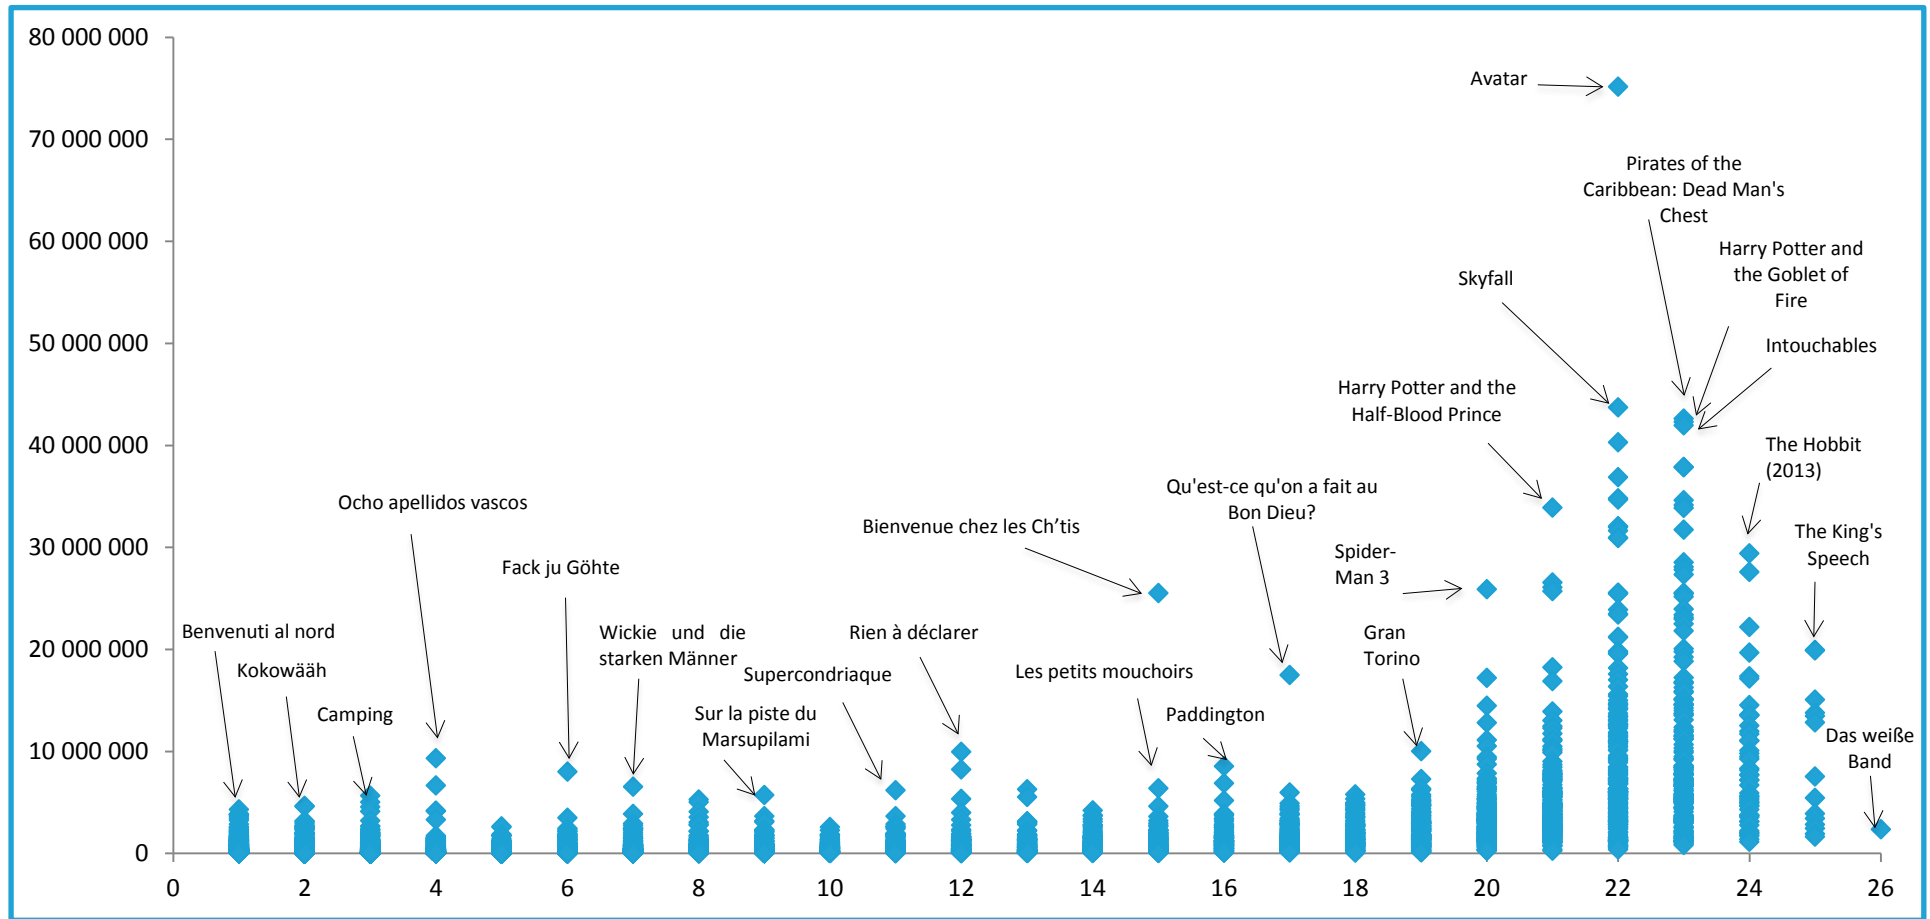 80 000 000
70 000 000
60 000 000
50 000 000
40 000 000
30 000 000
20 000 000
10 000 000
0
Avatar
Pirates of the
Caribbean: Dead Man's
Chest
Harry Potter and
the Goblet of
Fire
Skyfall
Intouchables
Harry Potter and the
Half-Blood Prince
The Hobbit
(2013)
Qu'est-ce qu'on a fait au
Bon Dieu?
Ocho apellidos vascos
Bienvenue chez les Ch’tis
The King's
Speech
Spider-
Man 3
Fack ju Göhte
Benvenuti al nord
Wickie und die
starken Männer
Rien à déclarer
Gran
Torino
Kokowääh
Supercondriaque
Les petits mouchoirs
Camping
Sur la piste du
Marsupilami
Paddington
Das weiße
Band
0 2 4 6 8 10 12 14 16 18 20 22 24 26